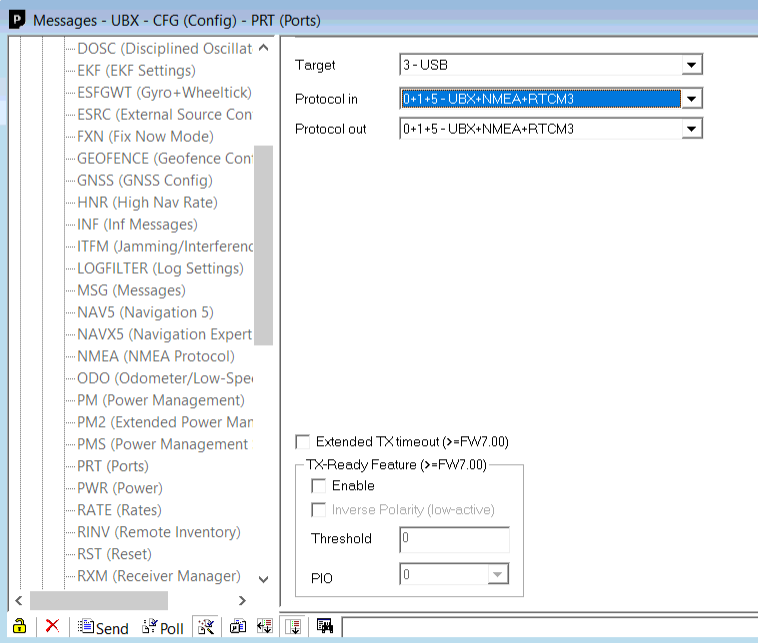 P Messages - UBX - CFG (Config) - PRT (Ports)
DOSC (Disciplined Oscillat
EKF (EKF Settings)
ESFGWT (Gyro+Wheeltick)
ESRC (External Source Con
FXN (Fix Now Mode)
GEOFENCE (Geofence Conf
GNSS (GNSS Config)
HNR (High Nav Rate)
INF (Inf Messages)
ITFM (Jamming/Interferenc
LOGFILTER (Log Settings)
MSG (Messages)
NAV5 (Navigation 5)
NAVX5 (Navigation Expert
NMEA (NMEA Protocol)
ODO (Odometer/Low-Spe
PM (Power Management)
PM2 (Extended Power Man
PMS (Power Management
PRT (Ports)
PWR (Power)
RATE (Rates)
RINV (Remote Inventory)
RST (Reset)
RXM (Receiver Manager)
Target 3 - USB
Protocol in 0+1+5 - UBX+NMEA+RTCM3
Protocol out 0+1+5 - UBX+NMEA+RTCM3
Extended TX timeout (>=FW7.00)
TX-Ready Feature (>=FW7.00)
Enable
Inverse Polarity (low-active)
Threshold 0
PIO 0
Send Poll